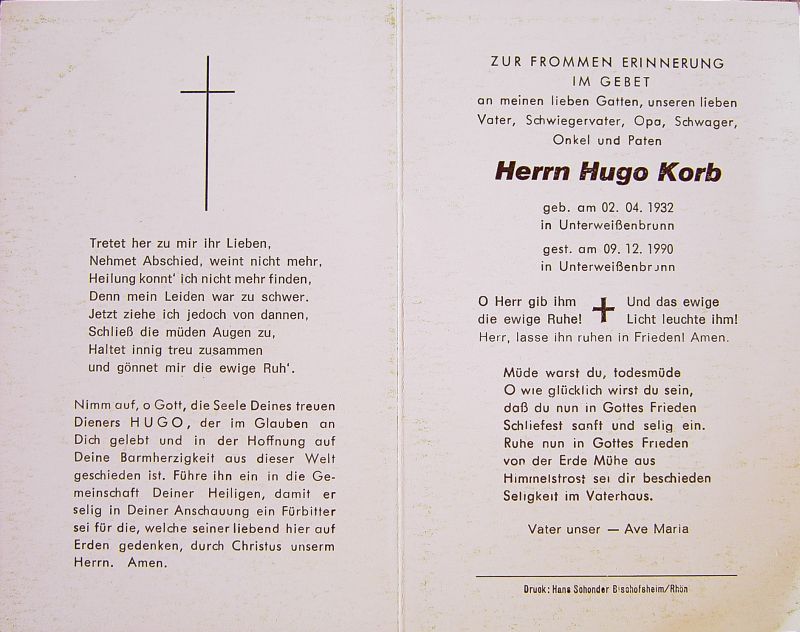 Tretet her zu mir ihr Lieben,
Nehmet Abschied, weint nicht mehr,
Heilung konnt' ich nicht mehr finden,
Denn mein Leiden war zu schwer.
Jetzt ziehe ich jedoch von dannen,
Schließ die müden Augen zu,
Haltet innig treu zusammen
und gönnet mir die ewige Ruh'.
Nimm auf, o Gott, die Seele Deines treuen
Dieners HUGO, der im Glauben an
Dich gelebt und in der Hoffnung auf
Deine Barmherzigkeit aus dieser Welt
geschieden ist. Führe ihn ein in die Ge-
meinschaft Deiner Heiligen, damit er
selig in Deiner Anschauung ein Fürbitter
sei für die, welche seiner liebend hier auf
Erden gedenken, durch Christus unserm
Herrn. Amen.
ZUR FROMMEN ERINNERUNG
IM GEBET
an meinen lieben Gatten, unseren lieben
Vater, Schwiegervater, Opa, Schwager,
Onkel und Paten
Herrn Hugo Korb
geb. am 02. 04. 1932
in Unterweißenbrunn
gest. am 09. 12. 1990
in Unterweißenbrunn
O Herr gib ihm Und das ewige
die ewige Ruhe! Licht leuchte ihm!
Herr, lasse ihn ruhen in Frieden! Amen.
Müde warst du, todesmüde
O wie glücklich wirst du sein,
daß du nun in Gottes Frieden
Schliefest sanft und selig ein.
Ruhe nun in Gottes Frieden
von der Erde Mühe aus
Himmelstrost sei dir beschieden
Seligkeit im Vaterhaus.
Vater unser — Ave Maria
Druck: Hans Schonder Bischofsheim/Rhön